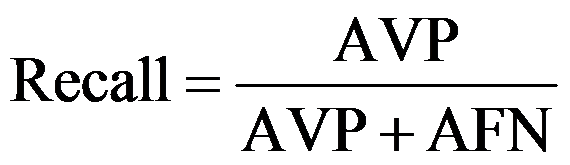 Recall = AVP / AVP + AFN